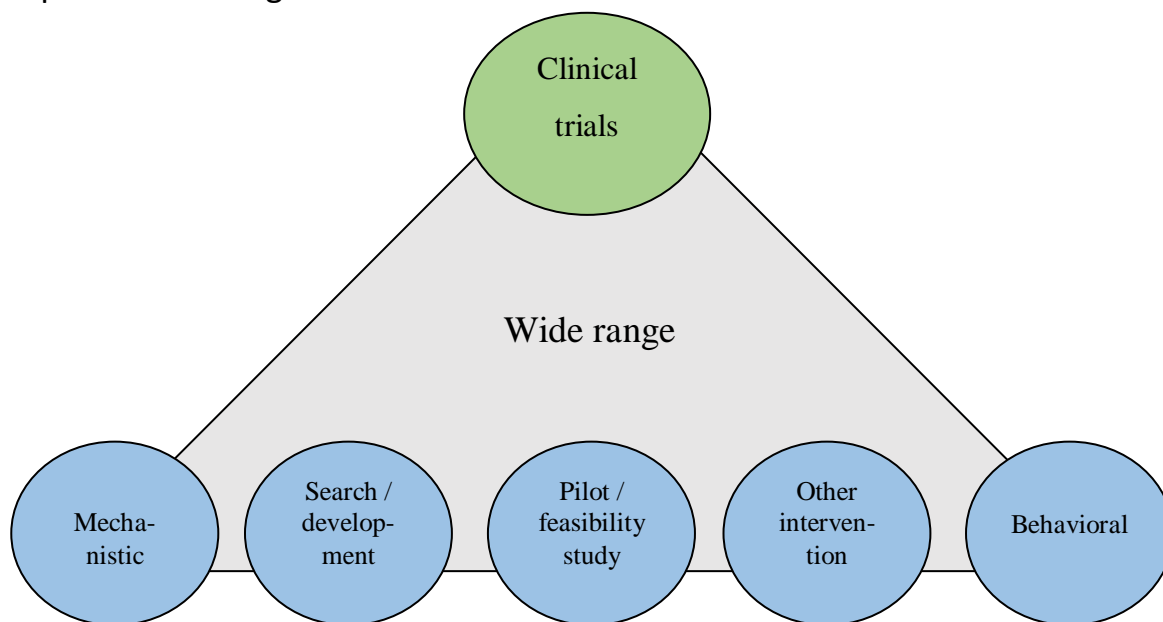 Clinical
trials
Wide range
Mecha-
nistic
Search /
develop-
ment
Pilot /
feasibility
study
Other
interven-
tion
Behavioral